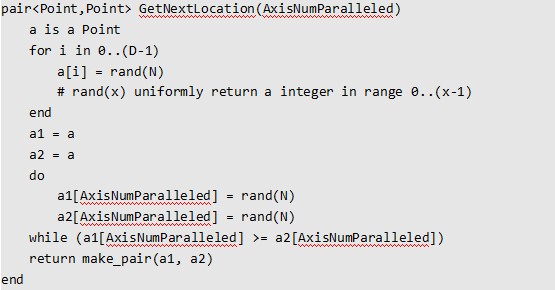 pair<Point,Point> GetNextLocation(AxisNumParalleled)
    a is a Point
    for i in 0..(D-1)
        a[i] = rand(N)
        # rand(x) uniformly return a integer in range 0..(x-1)
    end
    a1 = a
    a2 = a
    do
        a1[AxisNumParalleled] = rand(N)
        a2[AxisNumParalleled] = rand(N)
    while (a1[AxisNumParalleled] >= a2[AxisNumParalleled])
    return make_pair(a1, a2)
end